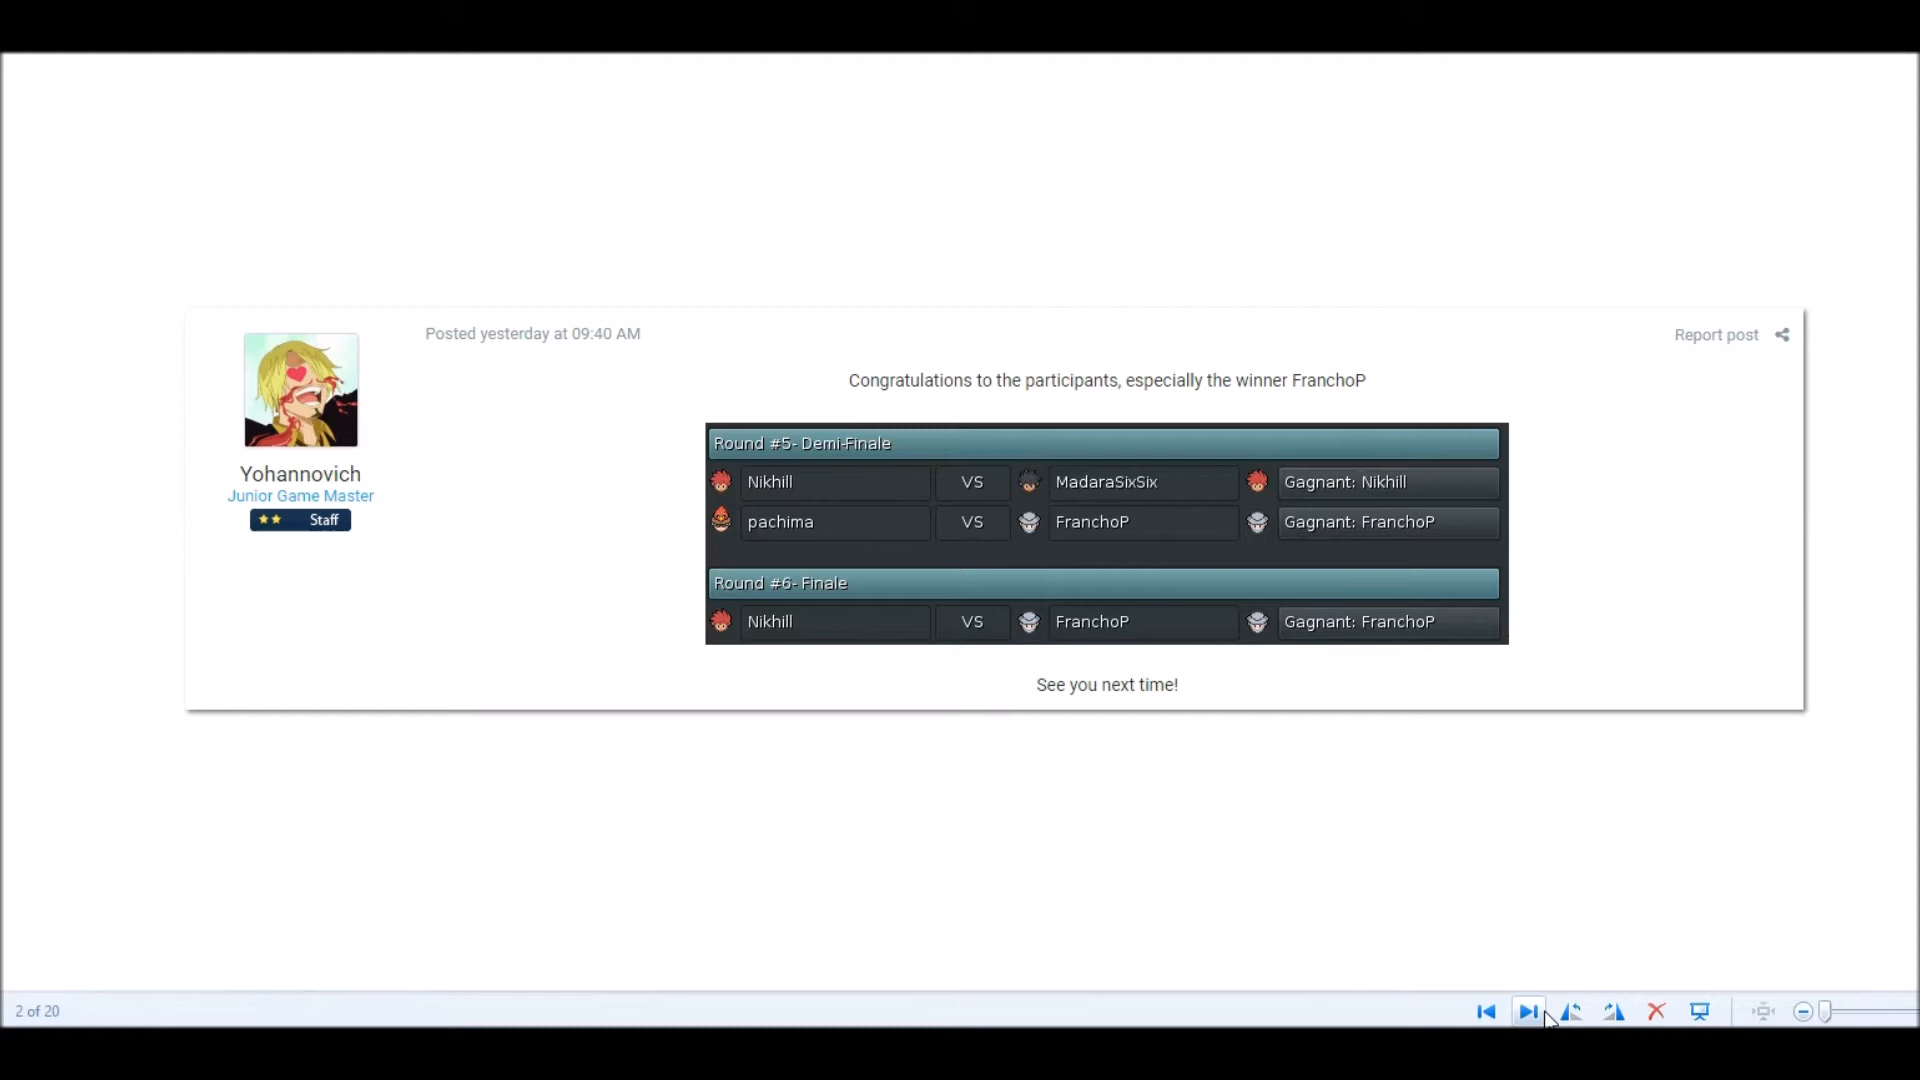 Posted yesterday at 09:40 AM
Report post
Yohannovich
Junior Game Master
Staff
Congratulations to the participants, especially the winner FranchoP
Round #5- Demi-Finale
Nikhill VS MadaraSixSix Gagnant: Nikhill
pachima VS FranchoP Gagnant: FranchoP
Round #6- Finale
Nikhill VS FranchoP Gagnant: FranchoP
See you next time!
2 of 20